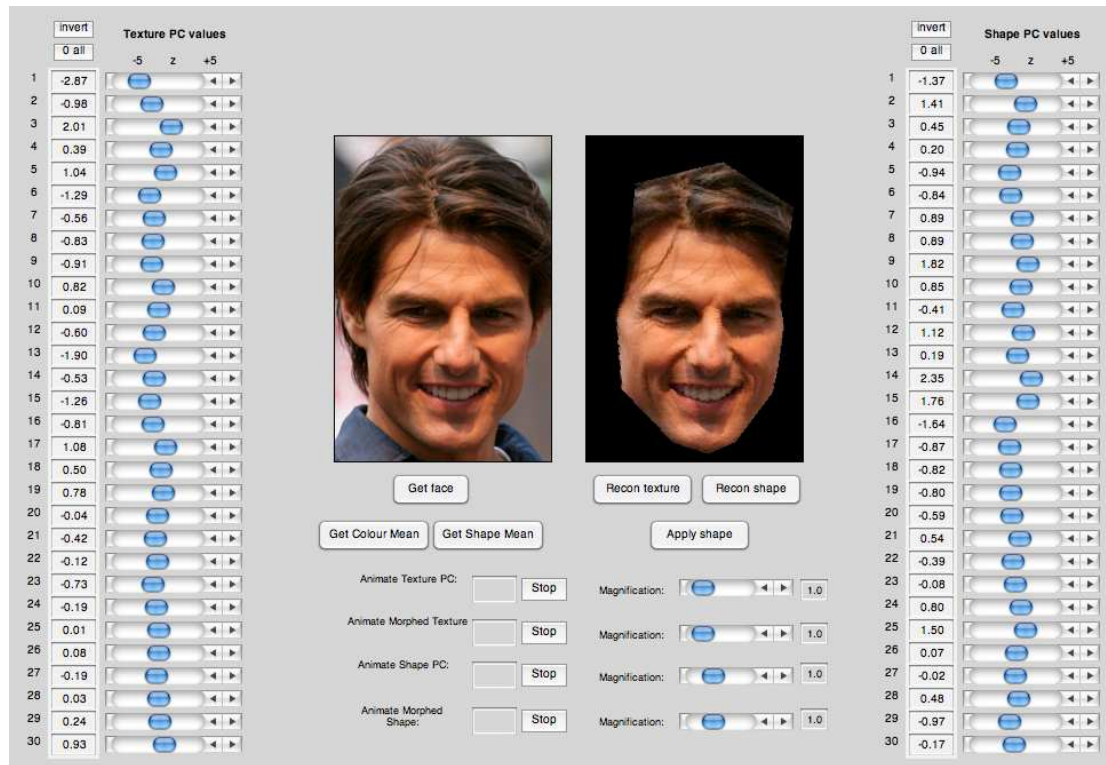 invert invert
Texture PC values Shape PC values
0 all 0 all
-5 z +5 -5 z +5
1 -2.87 1 -1.37
2 -0.98 2 1.41
3 2.01 3 0.45
4 0.39 4 0.20
5 1.04 5 -0.94
6 -1.29 6 -0.84
7 -0.56 7 0.89
8 -0.83 8 0.89
9 -0.91 9 1.82
10 0.82 10 0.85
11 0.09 11 -0.41
12 -0.60 12 1.12
13 -1.90 13 0.19
14 -0.53 14 2.35
15 -1.26 15 1.76
16 -0.81 16 -1.64
17 1.08 17 -0.87
18 0.50 18 -0.82
19 0.78 Get face Recon texture Recon shape 19 -0.80
20 -0.04 20 -0.59
21 -0.42 Get Colour Mean Get Shape Mean Apply shape 21 0.54
22 -0.12 22 -0.39
23 -0.73 Animate Texture PC: Stop Magnification: 1.0 23 -0.08
24 -0.19 24 0.80
25 0.01 Animate Morphed Texture Stop Magnification: 1.0 25 1.50
26 0.08 26 0.07
27 -0.19 Animate Shape PC: Stop Magnification: 1.0 27 -0.02
28 0.03 28 0.48
29 0.24 Animate Morphed Shape: Stop Magnification: 1.0 29 -0.97
30 0.93 30 -0.17